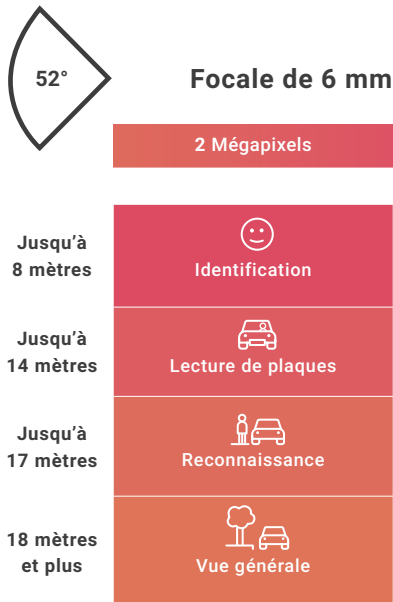 52°
Focale de 6 mm
2 Mégapixels
Jusqu’à
8 mètres
Identification
Jusqu’à
14 mètres
Lecture de plaques
Jusqu’à
17 mètres
Reconnaissance
18 mètres
et plus
Vue générale